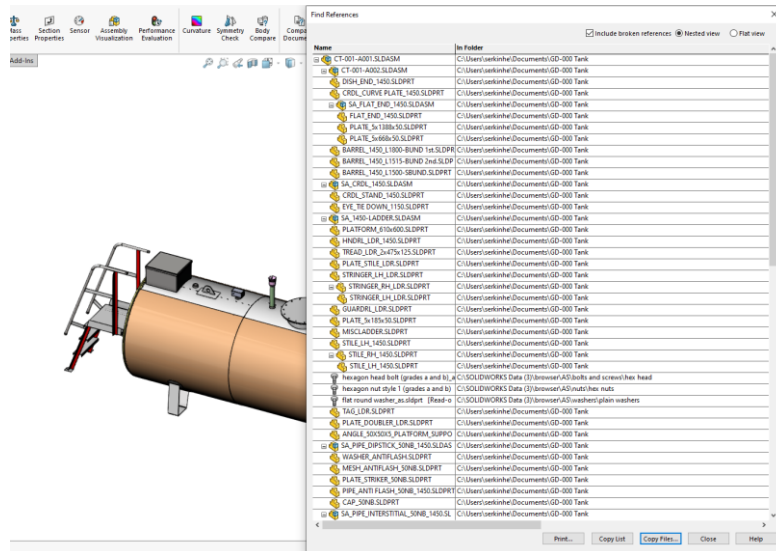 Find References
Mass Properties
Section Properties
Sensor
Assembly Visualization
Performance Evaluation
Curvature
Symmetry Check
Body Compare
Add-Ins
Include broken references Nested view Flat view
Name In Folder
CT-001-A001.SLDASM C:\Users\serkinhe\Documents\GD-000 Tank
CT-001-A002.SLDASM C:\Users\serkinhe\Documents\GD-000 Tank
DISH_END_1450.SLDPRT C:\Users\serkinhe\Documents\GD-000 Tank
CRDL_CURVE PLATE_1450.SLDPRT C:\Users\serkinhe\Documents\GD-000 Tank
SA_FLAT_END_1450.SLDASM C:\Users\serkinhe\Documents\GD-000 Tank
FLAT_END_1450.SLDPRT C:\Users\serkinhe\Documents\GD-000 Tank
PLATE_5x1388x50.SLDPRT C:\Users\serkinhe\Documents\GD-000 Tank
PLATE_5x668x50.SLDPRT C:\Users\serkinhe\Documents\GD-000 Tank
BARREL_1450_L1800-BUND 1st.SLDPR C:\Users\serkinhe\Documents\GD-000 Tank
BARREL_1450_L1515-BUND 2nd.SLDP C:\Users\serkinhe\Documents\GD-000 Tank
BARREL_1450_L1500-SBUND.SLDPRT C:\Users\serkinhe\Documents\GD-000 Tank
SA_CRDL_1450.SLDASM C:\Users\serkinhe\Documents\GD-000 Tank
CRDL_STAND_1450.SLDPRT C:\Users\serkinhe\Documents\GD-000 Tank
EYE_TIE DOWN_1150.SLDPRT C:\Users\serkinhe\Documents\GD-000 Tank
SA_1450-LADDER.SLDASM C:\Users\serkinhe\Documents\GD-000 Tank
PLATFORM_610x600.SLDPRT C:\Users\serkinhe\Documents\GD-000 Tank
HNDRL_LDR_1450.SLDPRT C:\Users\serkinhe\Documents\GD-000 Tank
TREAD_LDR_2x475x125.SLDPRT C:\Users\serkinhe\Documents\GD-000 Tank
PLATE_STILE_LDR.SLDPRT C:\Users\serkinhe\Documents\GD-000 Tank
STRINGER_LH_LDR.SLDPRT C:\Users\serkinhe\Documents\GD-000 Tank
STRINGER_RH_LDR.SLDPRT C:\Users\serkinhe\Documents\GD-000 Tank
STRINGER_LH_LDR.SLDPRT C:\Users\serkinhe\Documents\GD-000 Tank
GUARDRL_LDR.SLDPRT C:\Users\serkinhe\Documents\GD-000 Tank
PLATE_5x185x50.SLDPRT C:\Users\serkinhe\Documents\GD-000 Tank
MISCLADDER.SLDPRT C:\Users\serkinhe\Documents\GD-000 Tank
STILE_LH_1450.SLDPRT C:\Users\serkinhe\Documents\GD-000 Tank
STILE_RH_1450.SLDPRT C:\Users\serkinhe\Documents\GD-000 Tank
STILE_LH_1450.SLDPRT C:\Users\serkinhe\Documents\GD-000 Tank
hexagon head bolt (grades a and b)_a C:\SOLIDWORKS Data (3)\browser\AS\bolts and screws\hex head
hexagon nut style 1 (grades a and b) C:\SOLIDWORKS Data (3)\browser\AS\nuts\hex nuts
flat round washer_as.sldprt [Read-o C:\SOLIDWORKS Data (3)\browser\AS\washers\plain washers
TAG_LDR.SLDPRT C:\Users\serkinhe\Documents\GD-000 Tank
PLATE_DOUBLER_LDR.SLDPRT C:\Users\serkinhe\Documents\GD-000 Tank
ANGLE_50X50X5_PLATFORM_SUPPO C:\Users\serkinhe\Documents\GD-000 Tank
SA_PIPE_DIPSTICK_50NB_1450.SLDAS C:\Users\serkinhe\Documents\GD-000 Tank
WASHER_ANTIFLASH.SLDPRT C:\Users\serkinhe\Documents\GD-000 Tank
MESH_ANTIFLASH_50NB.SLDPRT C:\Users\serkinhe\Documents\GD-000 Tank
PLATE_STRIKER_50NB.SLDPRT C:\Users\serkinhe\Documents\GD-000 Tank
PIPE_ANTI FLASH_50NB_1450.SLDPRT C:\Users\serkinhe\Documents\GD-000 Tank
CAP_50NB.SLDPRT C:\Users\serkinhe\Documents\GD-000 Tank
SA_PIPE_INTERSTITIAL_50NB_1450.SL C:\Users\serkinhe\Documents\GD-000 Tank
Print... Copy List Copy Files... Close Help